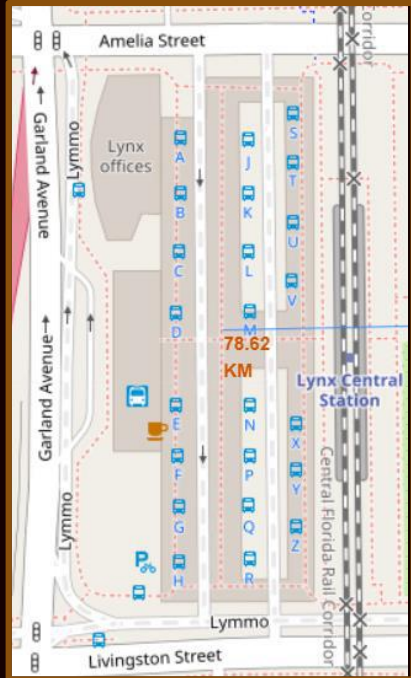 Corridor
Amelia Street
Garland Avenue
Lymmo
Lynx
offices
A
B
C
D
E
F
G
H
J
K
L
M
N
P
Q
R
S
T
U
V
X
Y
Z
78.62
KM
Lynx Central
Station
Garland Avenue
Lymmo
Central Florida Rail Corridor
Lymmo
Livingston Street